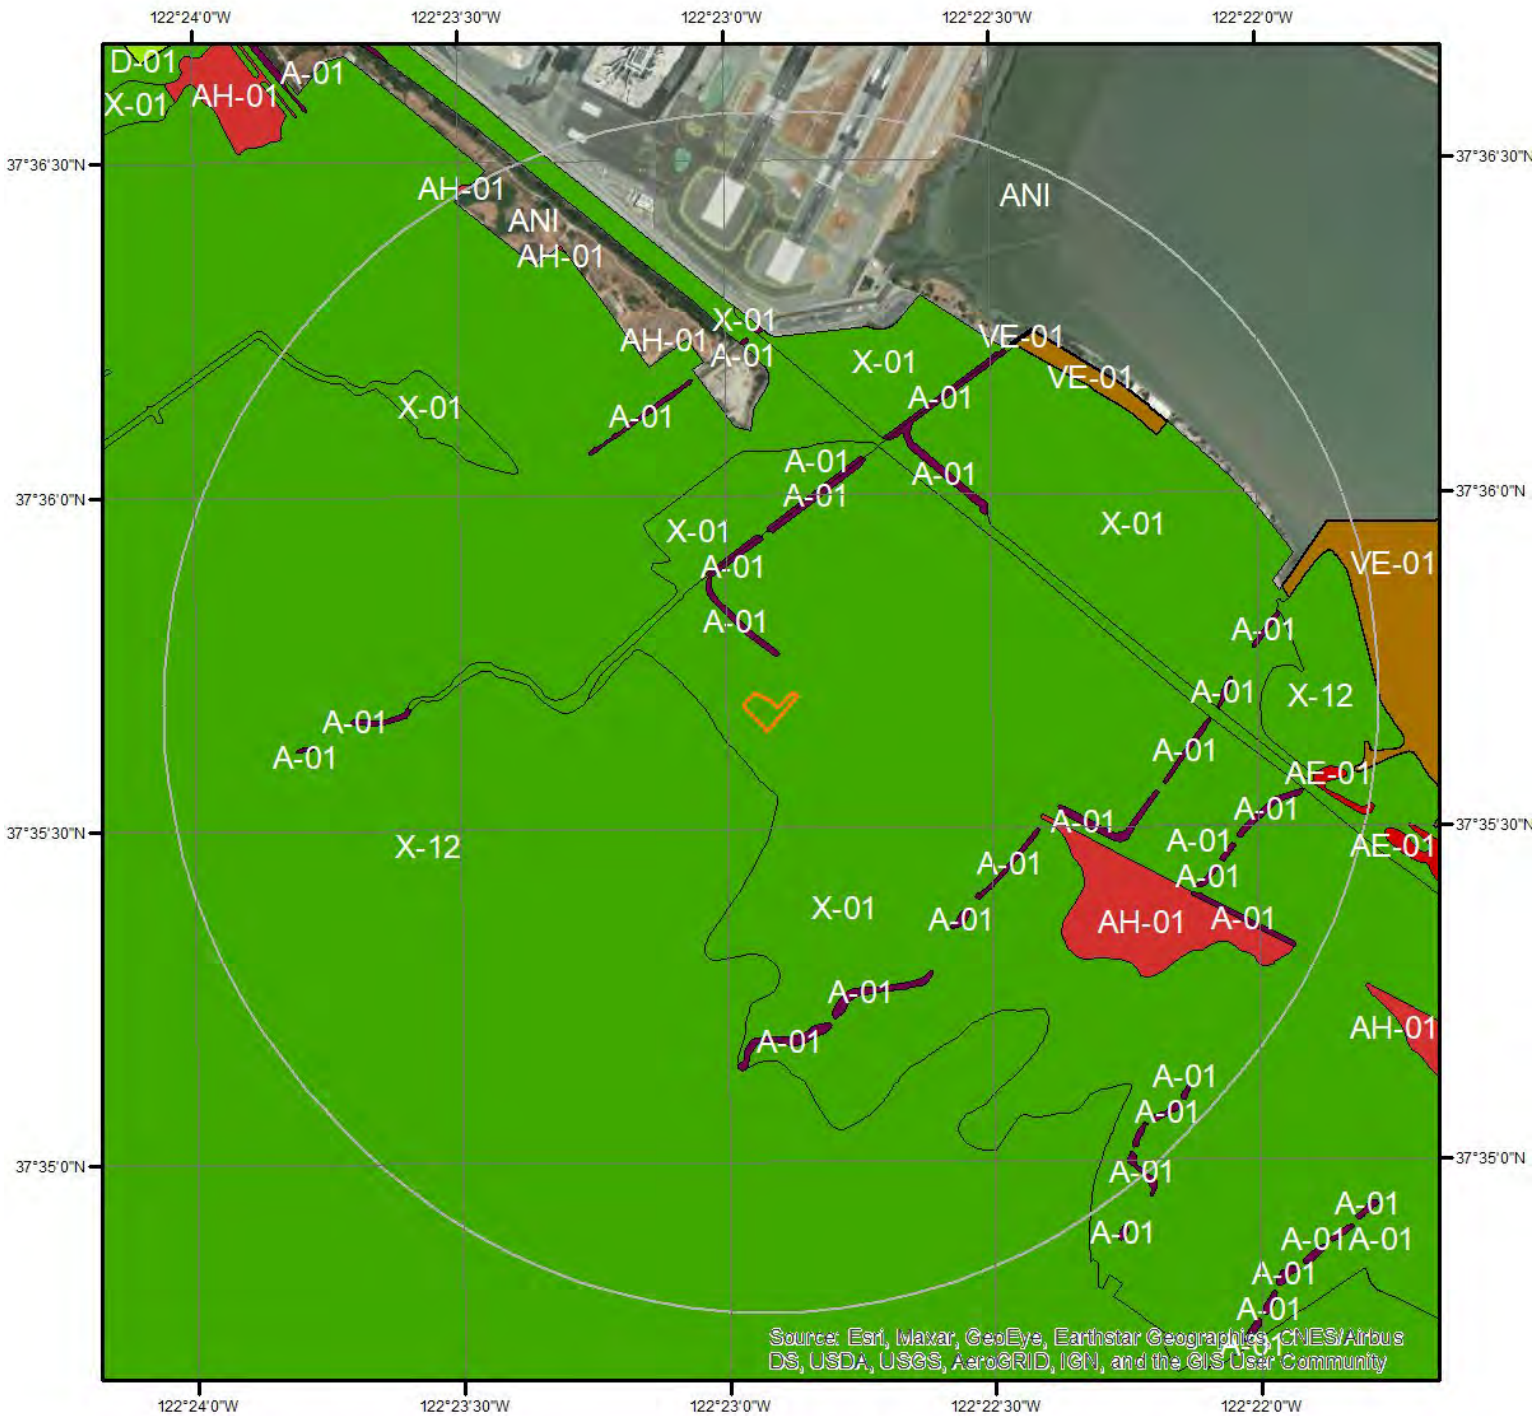 122°24'0"W 122°23'30"W 122°23'0"W 122°22'30"W 122°22'0"W
D-01
A-01
AH-01
X-01
37°36'30"N 37°36'30"N
AH-01
ANI
ANI
AH-01
X-01
VE-01
AH-01
A-01
X-01
VE-01
A-01
X-01
A-01
A-01
A-01
A-01
37°36'0"N 37°36'0"N
X-01
X-01
VE-01
A-01
A-01
A-01
A-01
X-12
A-01
A-01
A-01
AE-01
A-01
A-01
37°35'30"N 37°35'30"N
A-01
AE-01
X-12
A-01
A-01
X-01
A-01
AH-01
A-01
A-01
AH-01
A-01
A-01
A-01
37°35'0"N 37°35'0"N
A-01
A-01
A-01
A-01
A-01
A-01
A-01
A-01
Source: Esri, Maxar, GeoEye, Earthstar Geographics, CNES/Airbus
DS, USDA, USGS, AeroGRID, IGN, and the GIS User Community
122°24'0"W 122°23'30"W 122°23'0"W 122°22'30"W 122°22'0"W